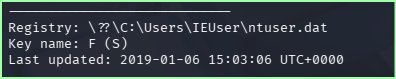 Registry: \??\C:\Users\IEUser\ntuser.dat
Key name: F (S)
Last updated: 2019-01-06 15:03:06 UTC+0000